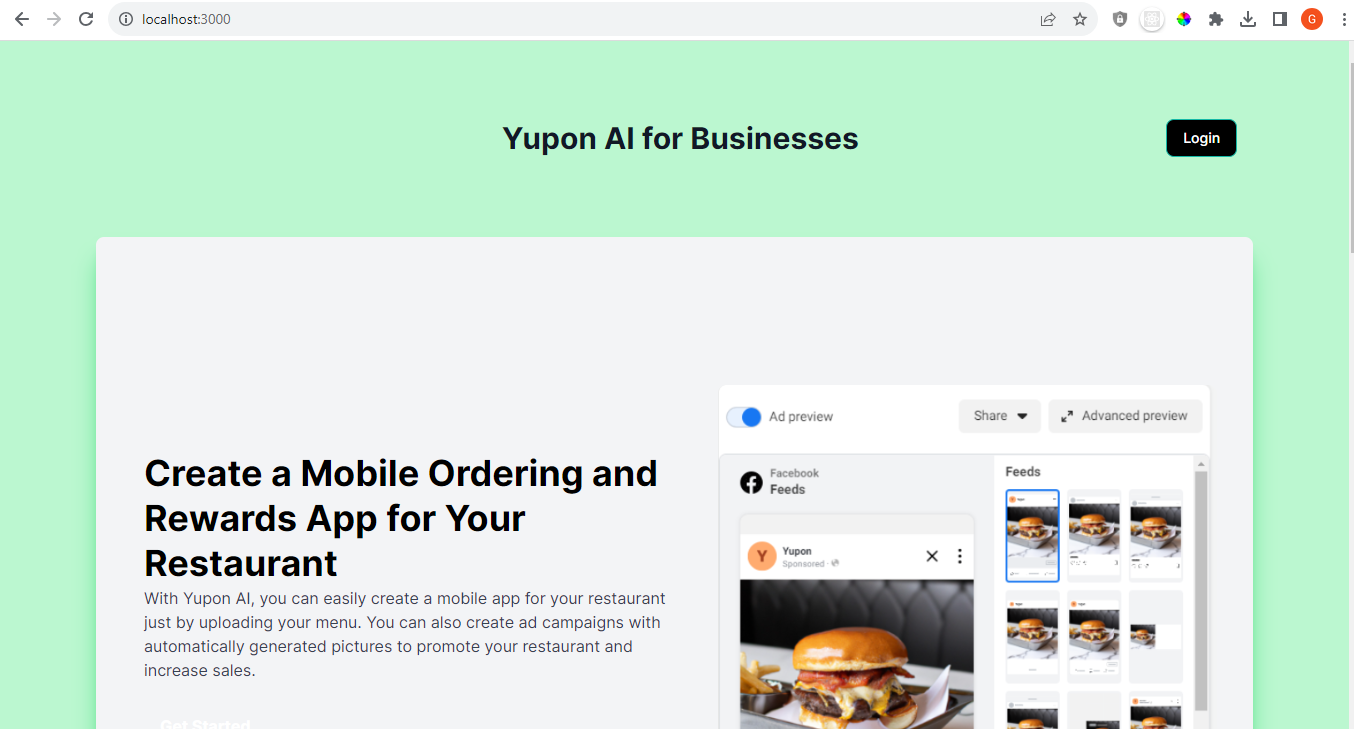 localhost:3000
G
Yupon AI for Businesses
Login
Create a Mobile Ordering and
Rewards App for Your
Restaurant
With Yupon AI, you can easily create a mobile app for your restaurant
just by uploading your menu. You can also create ad campaigns with
automatically generated pictures to promote your restaurant and
increase sales.
Get Started
Ad preview
Share
Advanced preview
Facebook
Feeds
Y
Yupon
Sponsored ·
Feeds